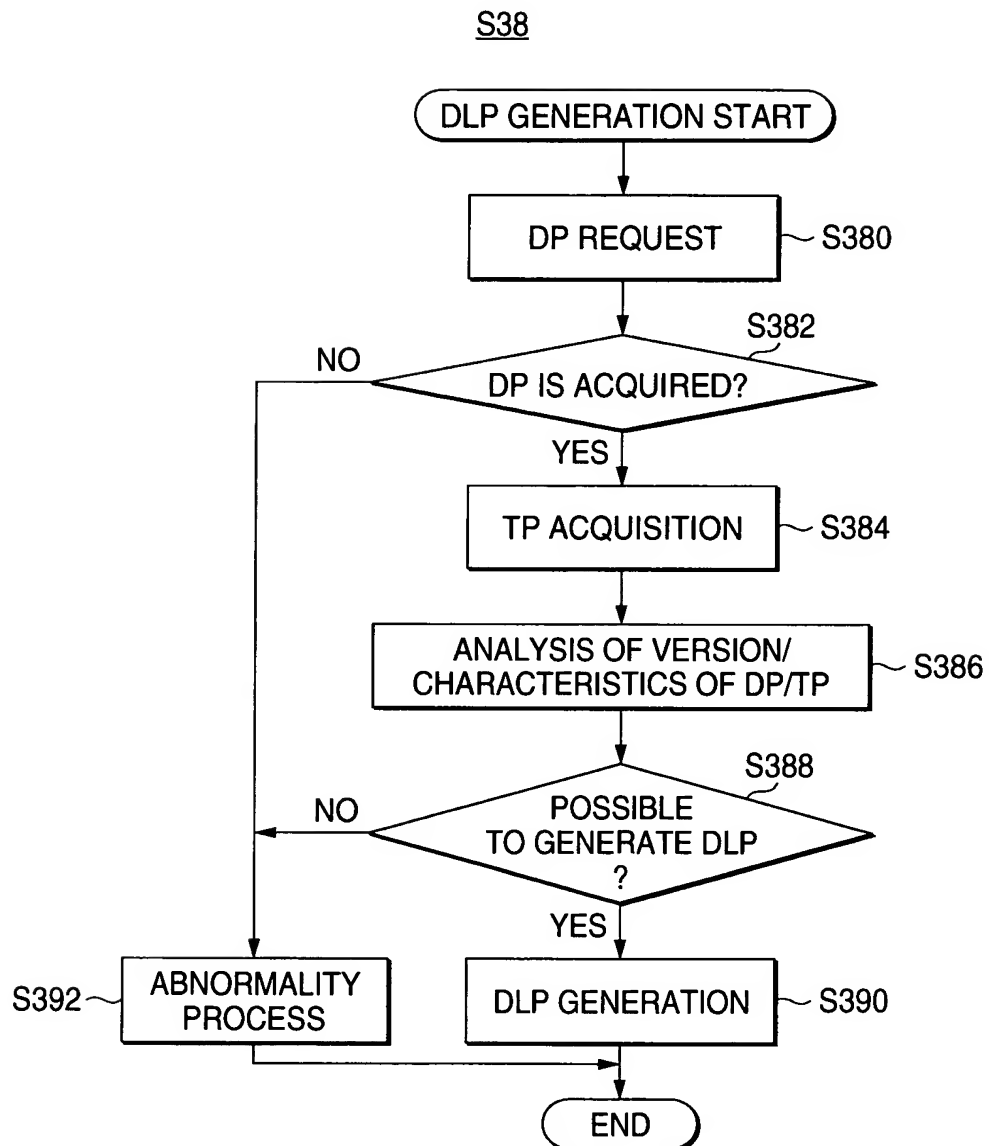 S38
DLP GENERATION START
DP REQUEST
S380
S382
NO
DP IS ACQUIRED?
YES
TP ACQUISITION
S384
ANALYSIS OF VERSION/
CHARACTERISTICS OF DP/TP
S386
S388
NO
POSSIBLE
TO GENERATE DLP
?
YES
S392
ABNORMALITY
PROCESS
DLP GENERATION
S390
END